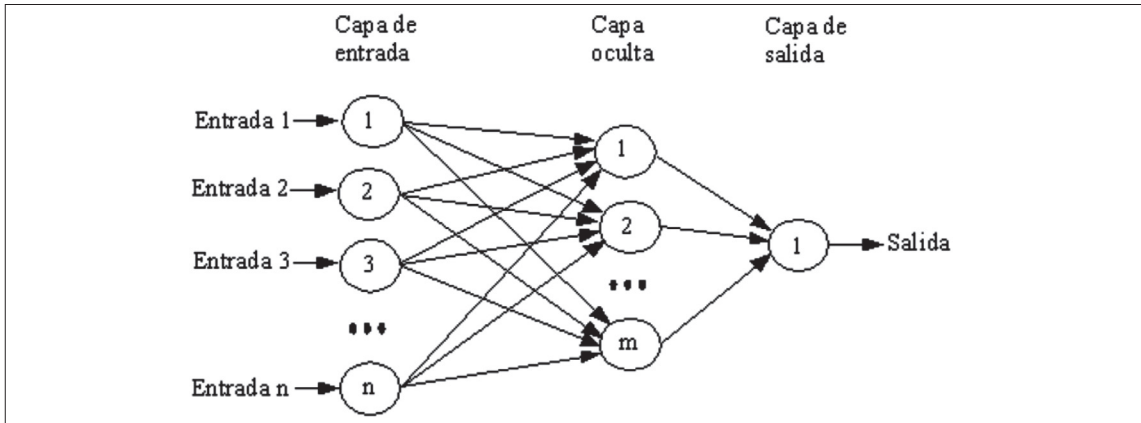 Capa de
entrada
Capa
oculta
Capa de
salida
Entrada 1
1
Entrada 2
2
Entrada 3
3
•••
Entrada n
n
1
2
•••
m
1
Salida